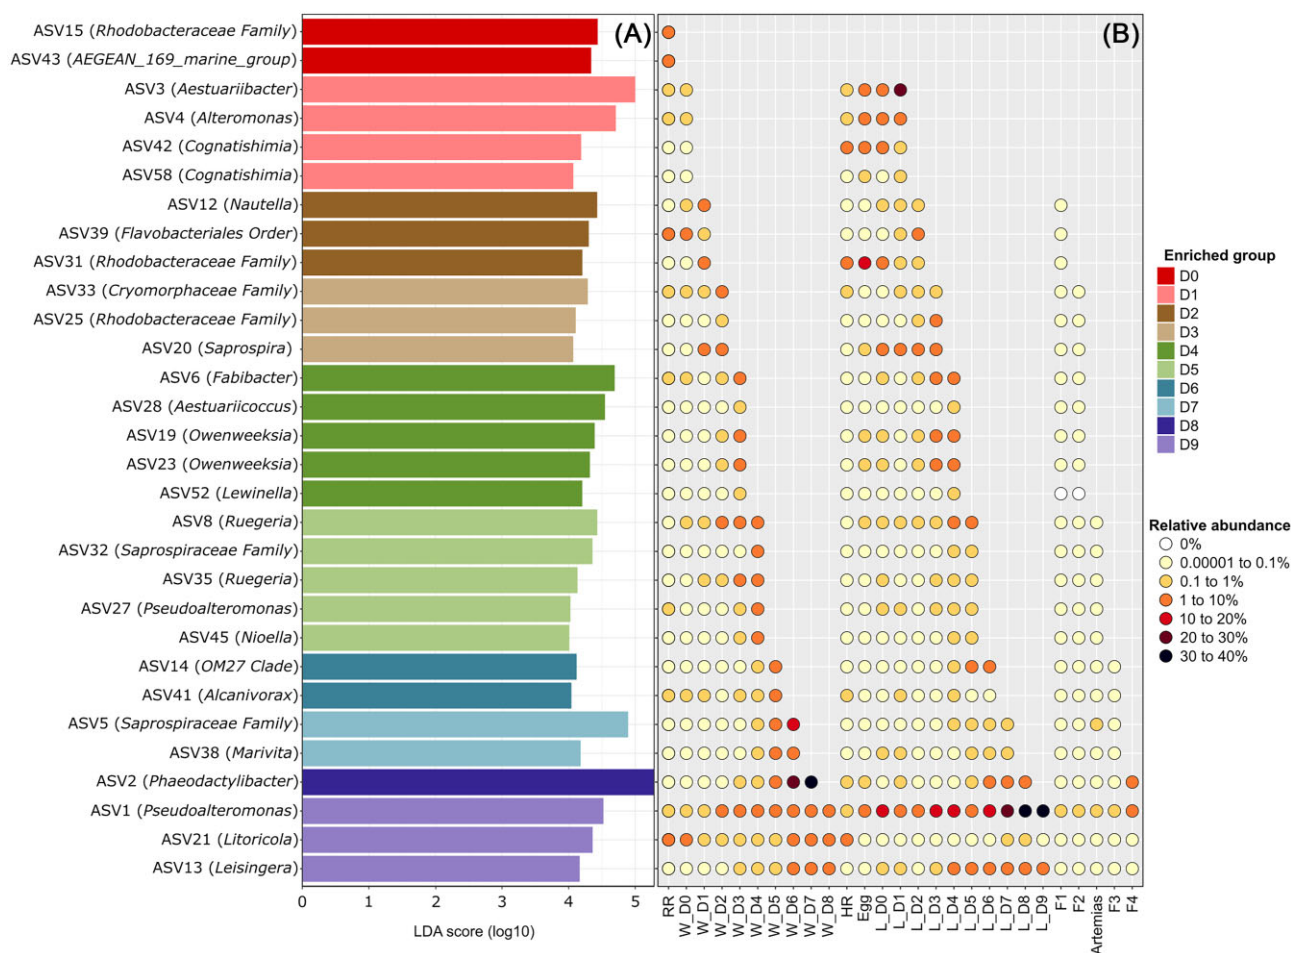 (A)
(B)
ASV15 (Rhodobacteraceae Family)
ASV43 (AEGEAN_169_marine_group)
ASV3 (Aestuariibacter)
ASV4 (Alteromonas)
ASV42 (Cognatishimia)
ASV58 (Cognatishimia)
ASV12 (Nautella)
ASV39 (Flavobacteriales Order)
ASV31 (Rhodobacteraceae Family)
ASV33 (Cryomorphaceae Family)
ASV25 (Rhodobacteraceae Family)
ASV20 (Saprospira)
ASV6 (Fabibacter)
ASV28 (Aestuariicoccus)
ASV19 (Owenweeksia)
ASV23 (Owenweeksia)
ASV52 (Lewinella)
ASV8 (Ruegeria)
ASV32 (Saprospiraceae Family)
ASV35 (Ruegeria)
ASV27 (Pseudoalteromonas)
ASV45 (Nioella)
ASV14 (OM27 Clade)
ASV41 (Alcanivorax)
ASV5 (Saprospiraceae Family)
ASV38 (Marivita)
ASV2 (Phaeodactylibacter)
ASV1 (Pseudoalteromonas)
ASV21 (Litoricola)
ASV13 (Leisingera)
0 1 2 3 4 5
LDA score (log10)
RR
W_D0
W_D1
W_D2
W_D3
W_D4
W_D5
W_D6
W_D7
W_D8
HR
Egg
L_D0
L_D1
L_D2
L_D3
L_D4
L_D5
L_D6
L_D7
L_D8
L_D9
F1
F2
Artemias
F3
F4
Enriched group
D0
D1
D2
D3
D4
D5
D6
D7
D8
D9
Relative abundance
0%
0.00001 to 0.1%
0.1 to 1%
1 to 10%
10 to 20%
20 to 30%
30 to 40%